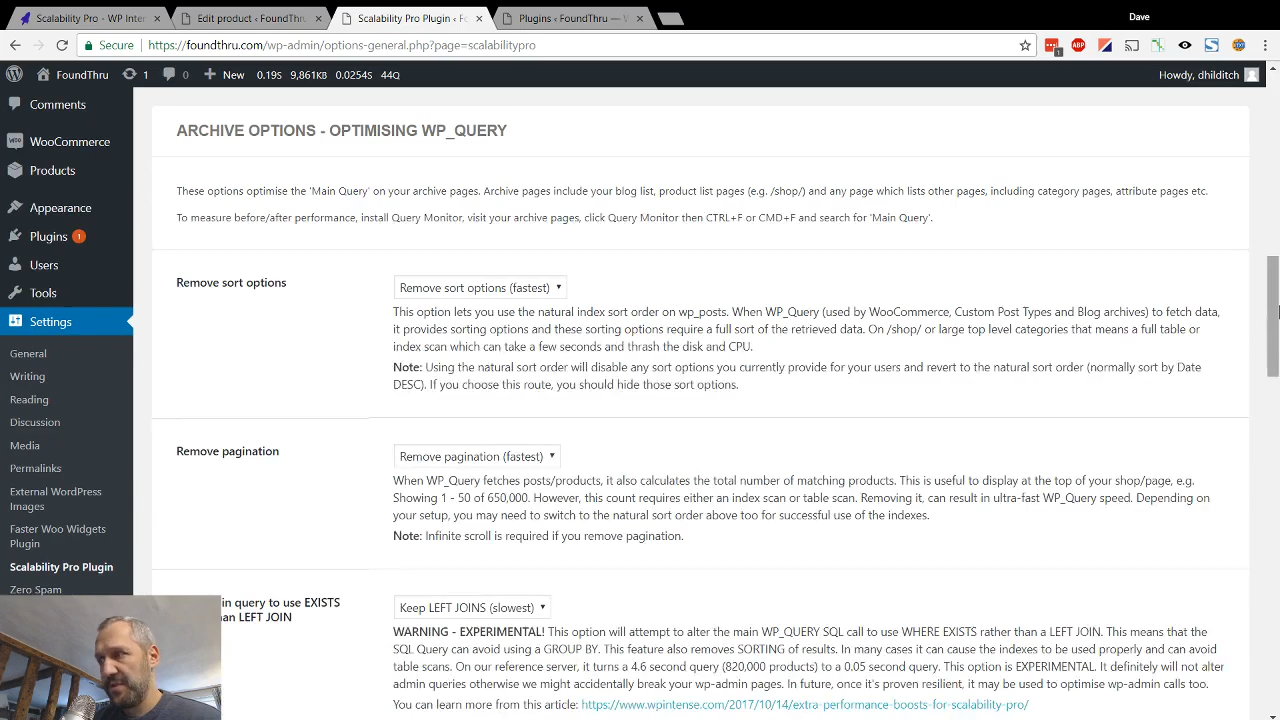 Scalability Pro - WP Inter
Edit product ‹ FoundThru
Scalability Pro Plugin ‹ Fo
Plugins ‹ FoundThru — W
Dave
Secure
https://foundthru.com/wp-admin/options-general.php?page=scalabilitypro
1
ABP
FoundThru
1
0
New
0.19s 9,861KB 0.0254s 44Q
Howdy, dhilditch
Comments
WooCommerce
Products
Appearance
Plugins 1
Users
Tools
Settings
General
Writing
Reading
Discussion
Media
Permalinks
External WordPress
Images
Faster Woo Widgets
Plugin
Scalability Pro Plugin
Zero Spam
ARCHIVE OPTIONS - OPTIMISING WP_QUERY
These options optimise the 'Main Query' on your archive pages. Archive pages include your blog list, product list pages (e.g. /shop/) and any page which lists other pages, including category pages, attribute pages etc.
To measure before/after performance, install Query Monitor, visit your archive pages, click Query Monitor then CTRL+F or CMD+F and search for 'Main Query'.
Remove sort options
Remove sort options (fastest)
This option lets you use the natural index sort order on wp_posts. When WP_Query (used by WooCommerce, Custom Post Types and Blog archives) to fetch data,
it provides sorting options and these sorting options require a full sort of the retrieved data. On /shop/ or large top level categories that means a full table or
index scan which can take a few seconds and thrash the disk and CPU.
Note: Using the natural sort order will disable any sort options you currently provide for your users and revert to the natural sort order (normally sort by Date
DESC). If you choose this route, you should hide those sort options.
Remove pagination
Remove pagination (fastest)
When WP_Query fetches posts/products, it also calculates the total number of matching products. This is useful to display at the top of your shop/page, e.g.
Showing 1 - 50 of 650,000. However, this count requires either an index scan or table scan. Removing it, can result in ultra-fast WP_Query speed. Depending on
your setup, you may need to switch to the natural sort order above too for successful use of the indexes.
Note: Infinite scroll is required if you remove pagination.
in query to use EXISTS
an LEFT JOIN
Keep LEFT JOINS (slowest)
WARNING - EXPERIMENTAL! This option will attempt to alter the main WP_QUERY SQL call to use WHERE EXISTS rather than a LEFT JOIN. This means that the
SQL Query can avoid using a GROUP BY. This feature also removes SORTING of results. In many cases it can cause the indexes to be used properly and can avoid
table scans. On our reference server, it turns a 4.6 second query (820,000 products) to a 0.05 second query. This option is EXPERIMENTAL. It definitely will not alter
admin queries otherwise we might accidentally break your wp-admin pages. In future, once it's proven resilient, it may be used to optimise wp-admin calls too.
You can learn more from this article: https://www.wpintense.com/2017/10/14/extra-performance-boosts-for-scalability-pro/